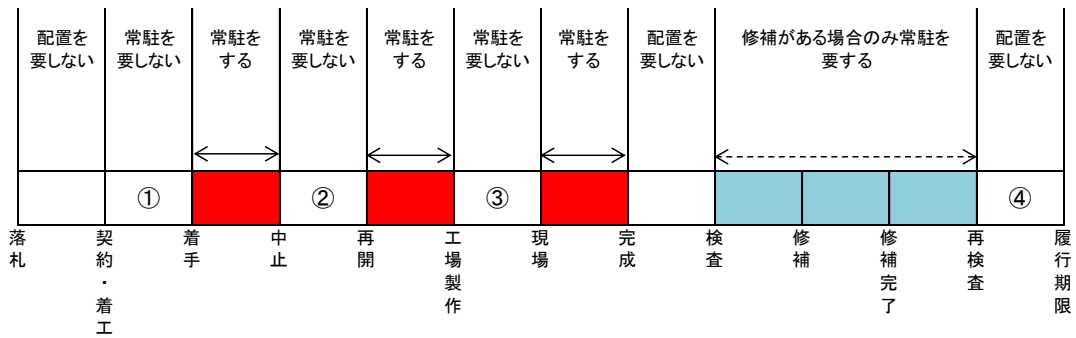 配置を
要しない
常駐を
要しない
常駐を
する
常駐を
要しない
常駐を
する
常駐を
要しない
常駐を
する
配置を
要しない
修補がある場合のみ常駐を
要する
配置を
要しない
①
②
③
④
落札
契約・着工
着手
中止
再開
工場製作
現場
完成
検査
修補
修補完了
再検査
履行期限